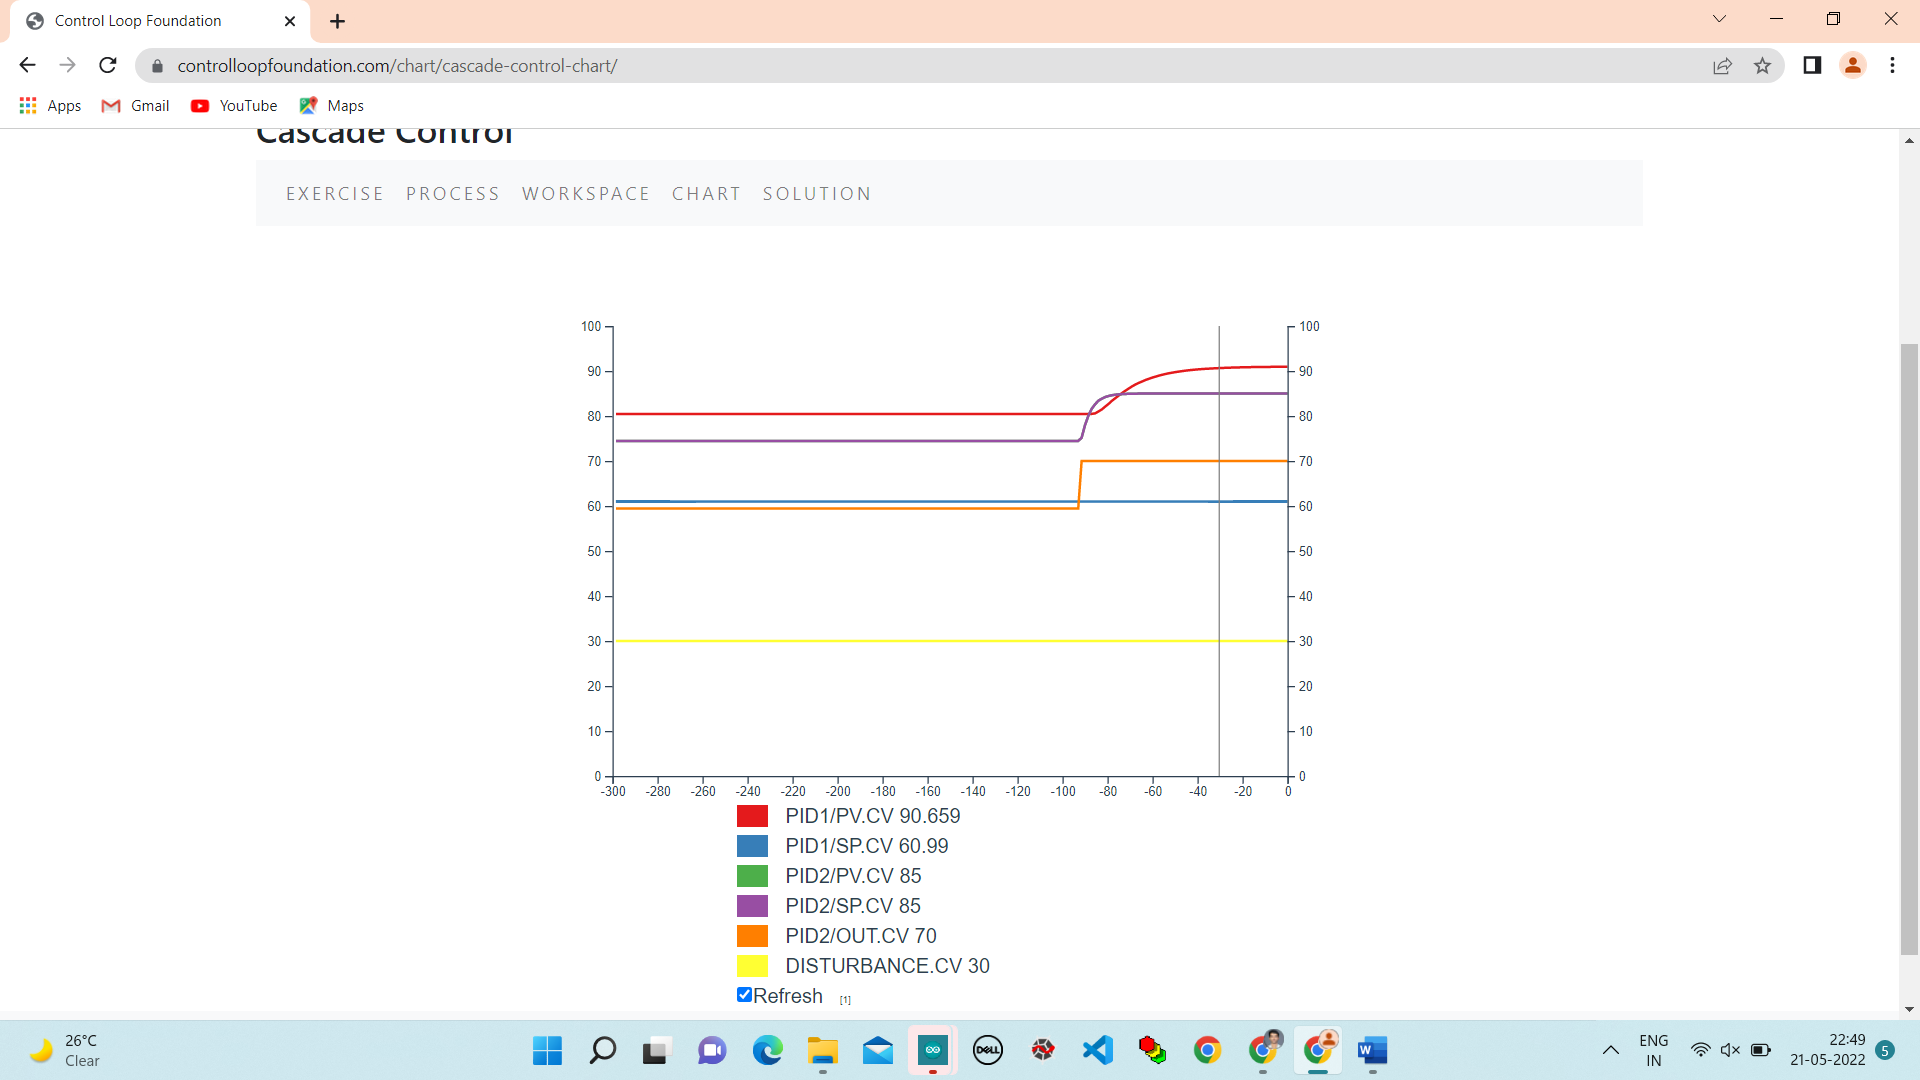 Control Loop Foundation
controlloopfoundation.com/chart/cascade-control-chart/
Apps Gmail YouTube Maps
Cascade Control
EXERCISE PROCESS WORKSPACE CHART SOLUTION
100 100
90 90
80 80
70 70
60 60
50 50
40 40
30 30
20 20
10 10
0 0
-300 -280 -260 -240 -220 -200 -180 -160 -140 -120 -100 -80 -60 -40 -20 0
PID1/PV.CV 90.659
PID1/SP.CV 60.99
PID2/PV.CV 85
PID2/SP.CV 85
PID2/OUT.CV 70
DISTURBANCE.CV 30
Refresh [1]
26°C
Clear
DELL
W
ENG
IN
22:49
21-05-2022
5